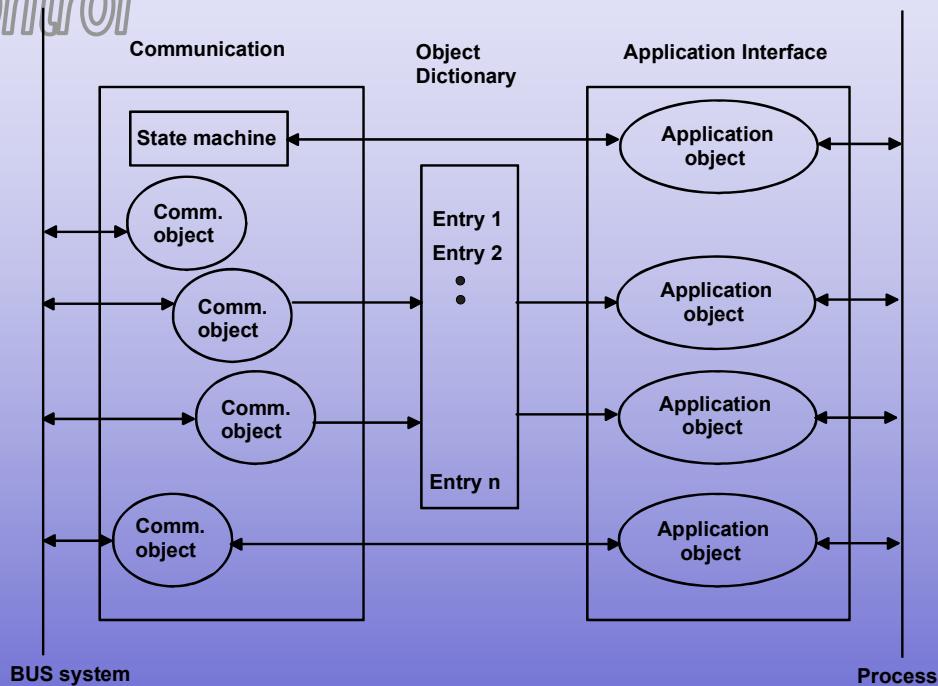 Communication
Object
Dictionary
Application Interface
State machine
Application
object
Comm.
object
Entry 1
Entry 2
Comm.
object
Application
object
Comm.
object
Application
object
Entry n
Comm.
object
Application
object
BUS system
Process